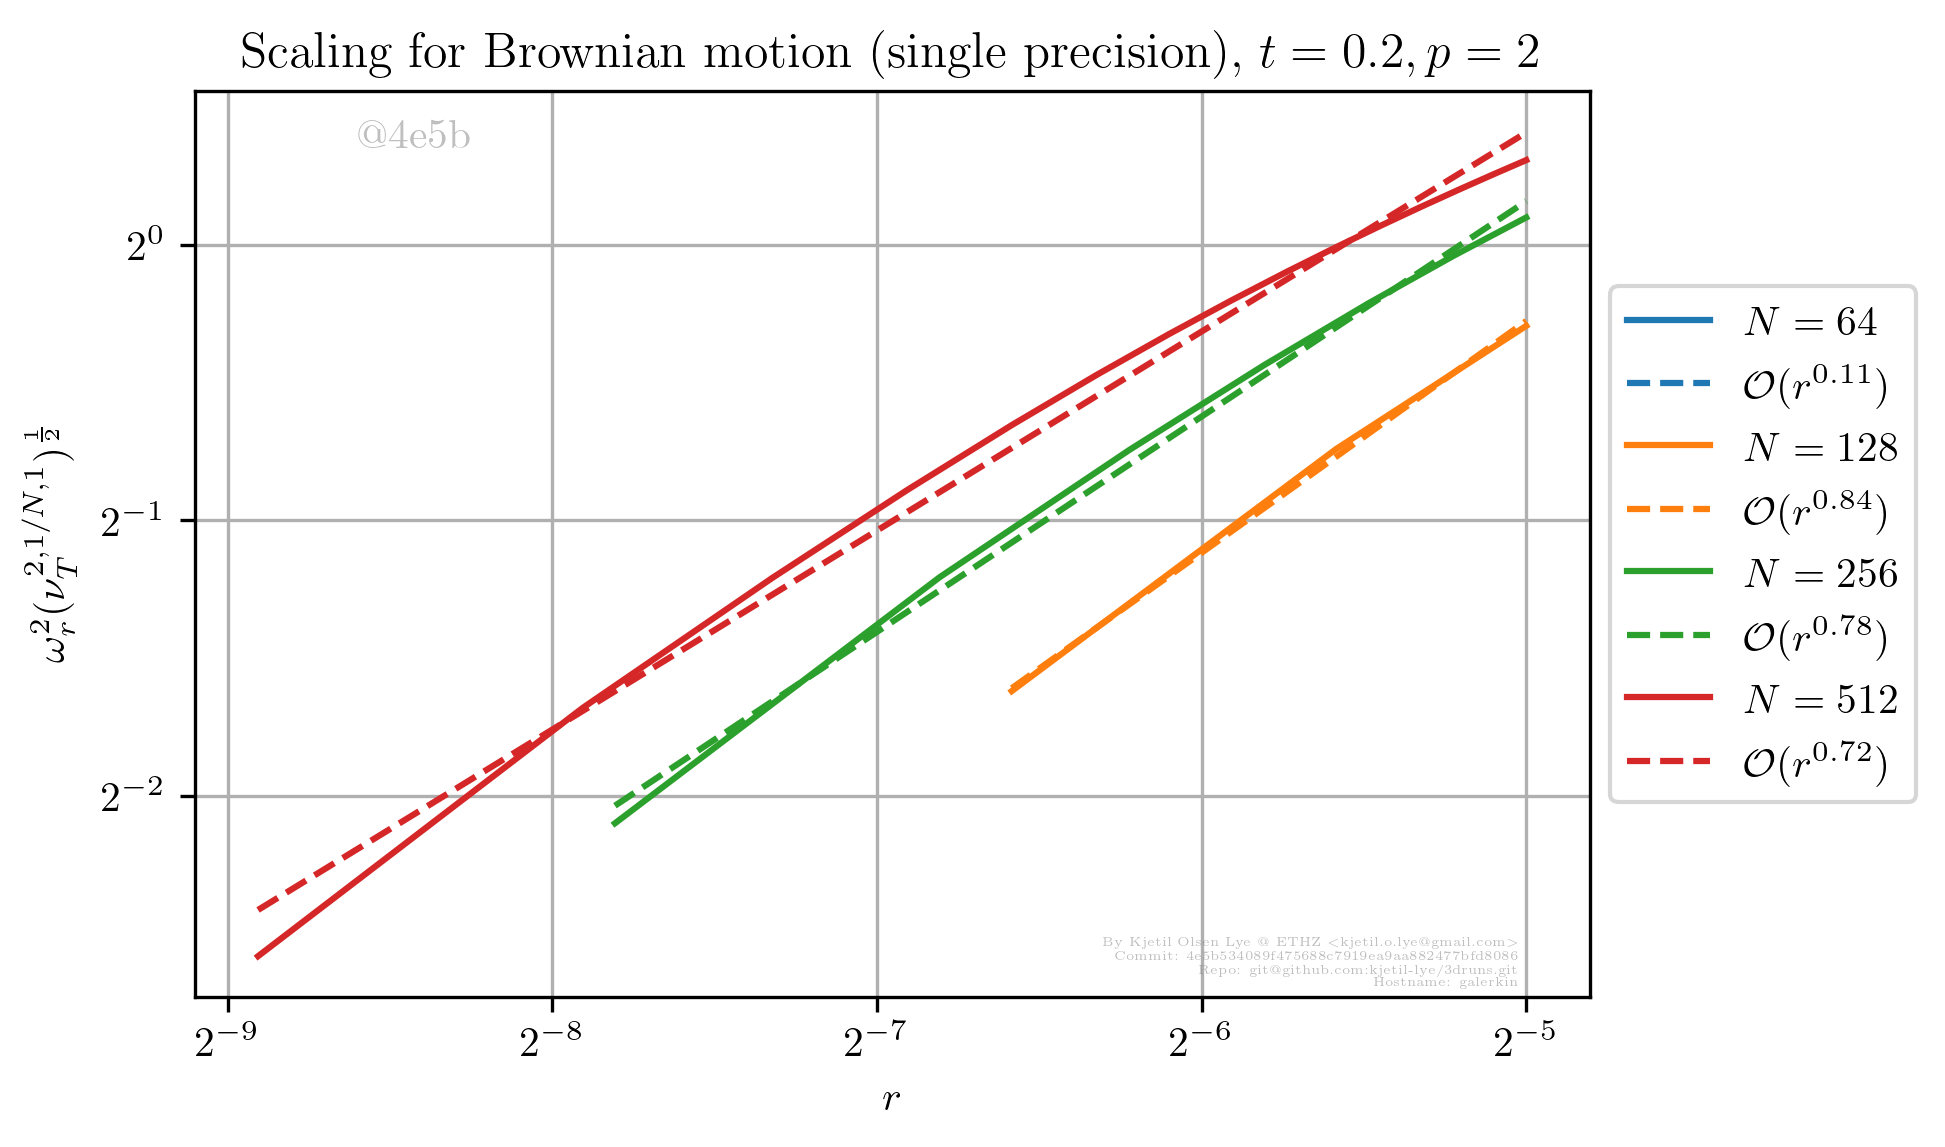 Scaling for Brownian motion (single precision), t = 0.2, p = 2
@4e5b
2^0
2^{-1}
2^{-2}
ω_r^2(ν_T^{2,1/N,1})^{\frac{1}{2}}
2^{-9} 2^{-8} 2^{-7} 2^{-6} 2^{-5}
r
N = 64
𝒪(r^{0.11})
N = 128
𝒪(r^{0.84})
N = 256
𝒪(r^{0.78})
N = 512
𝒪(r^{0.72})
By Kjetil Olsen Lye @ ETHZ <kjetil.o.lye@gmail.com>
Commit: 4e5b534089f475688c7919ea9aa882477bfd8086
Repo: git@github.com:kjetil-lye/3druns.git
Hostname: galerkin